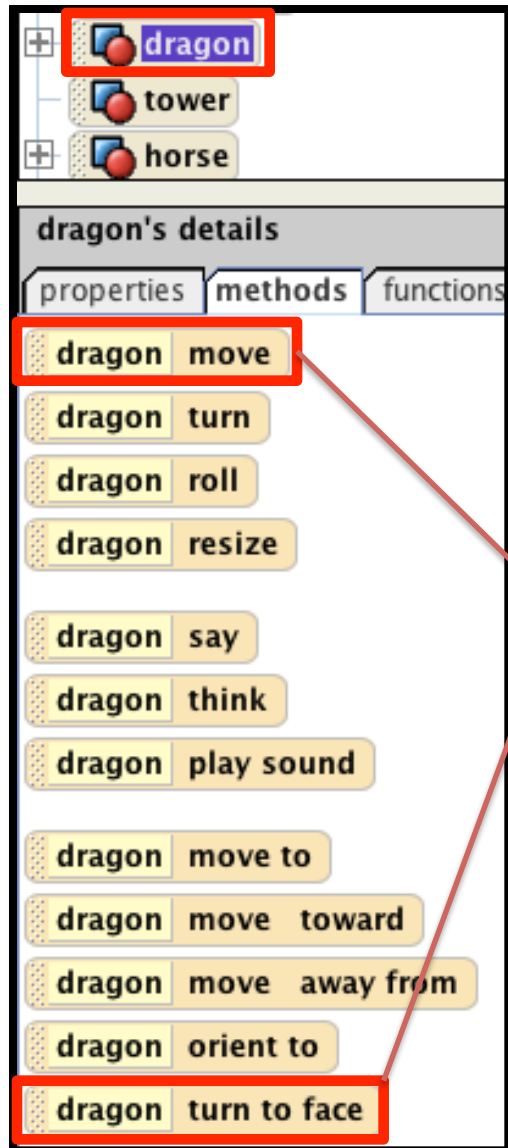 dragon
tower
horse
dragon's details
properties methods functions
dragon move
dragon turn
dragon roll
dragon resize
dragon say
dragon think
dragon play sound
dragon move to
dragon move toward
dragon move away from
dragon orient to
dragon turn to face